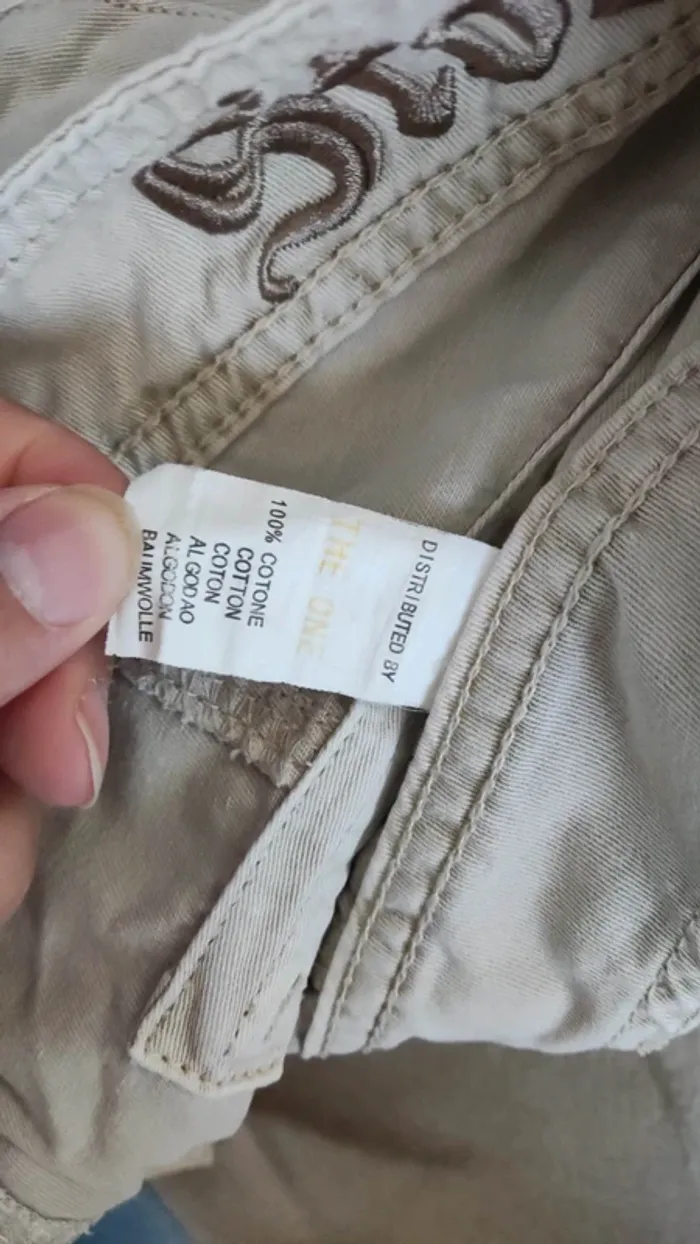 DISTRIBUTED BY
THE ONE
100% COTONE
COTTON
COTON
ALGODAO
ALGODON
BAUMWOLLE